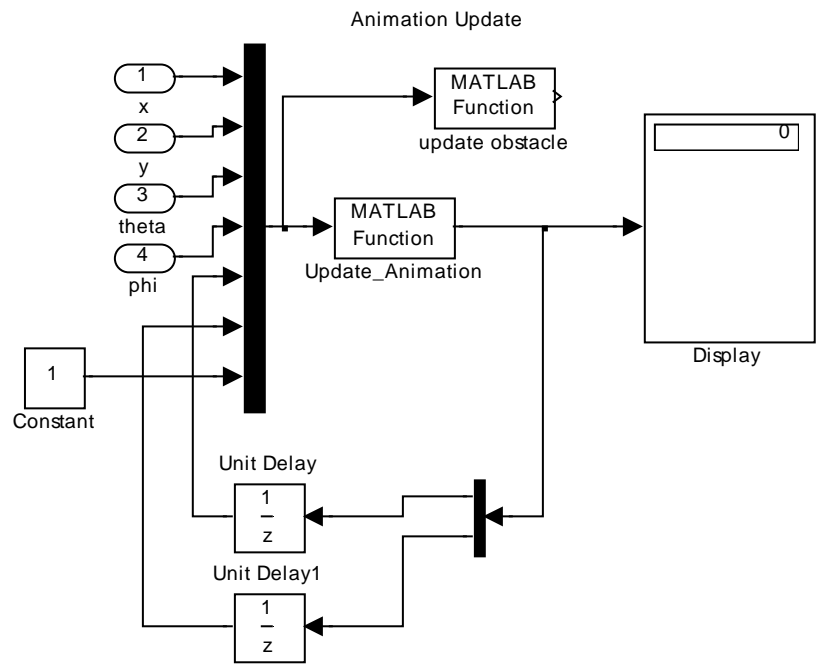 Animation Update
1
x
2
y
3
theta
4
phi
1
Constant
MATLAB
Function
update obstacle
MATLAB
Function
Update_Animation
0
Display
Unit Delay
1
z
Unit Delay1
1
z